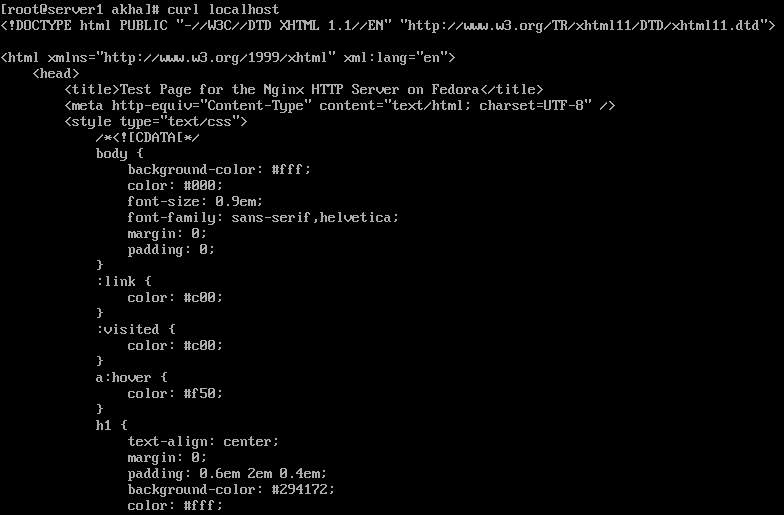 [root@server1 akhal]# curl localhost
<!DOCTYPE html PUBLIC "-//W3C//DTD XHTML 1.1//EN" "http://www.w3.org/TR/xhtml11/DTD/xhtml11.dtd">

<html xmlns="http://www.w3.org/1999/xhtml" xml:lang="en">
    <head>
        <title>Test Page for the Nginx HTTP Server on Fedora</title>
        <meta http-equiv="Content-Type" content="text/html; charset=UTF-8" />
        <style type="text/css">
            /*<![CDATA[*/
            body {
                background-color: #fff;
                color: #000;
                font-size: 0.9em;
                font-family: sans-serif,helvetica;
                margin: 0;
                padding: 0;
            }
            :link {
                color: #c00;
            }
            :visited {
                color: #c00;
            }
            a:hover {
                color: #f50;
            }
            h1 {
                text-align: center;
                margin: 0;
                padding: 0.6em 2em 0.4em;
                background-color: #294172;
                color: #fff;